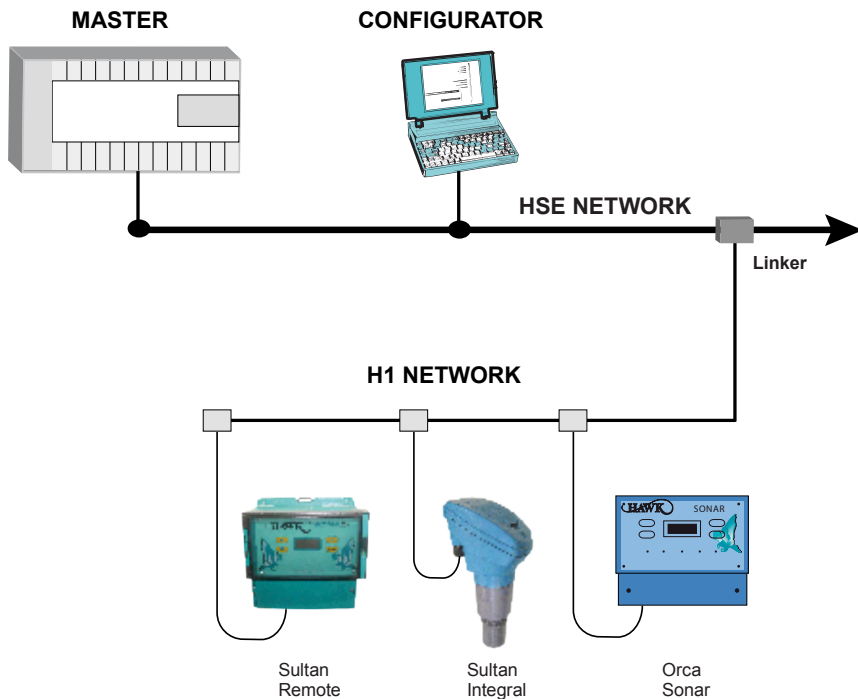 MASTER
CONFIGURATOR
HSE NETWORK
Linker
H1 NETWORK
HAWK
SONAR
Sultan
Remote
Sultan
Integral
Orca
Sonar